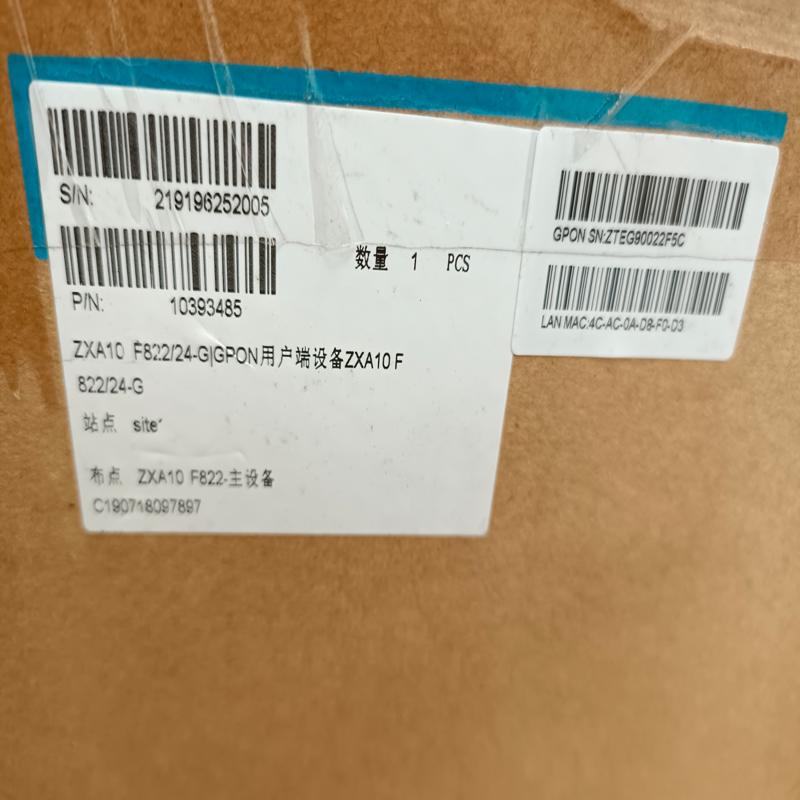 S/N: 219196252005
数量 1 PCS
P/N: 10393485
ZXA10 F822/24-G|GPON用户端设备ZXA10 F
822/24-G
站点 site1
布点 ZXA10 F822-主设备
C190718097897
GPON SN:ZTEG90022F5C
LAN MAC:4C-AC-0A-D8-F0-D3